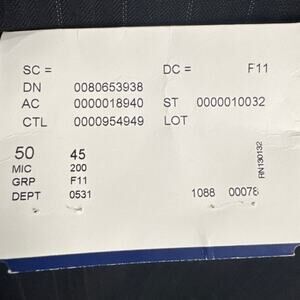 SC = DC = F11
DN 0080653938
AC 0000018940 ST 0000010032
CTL 0000954949 LOT
50 45
MIC 200
GRP F11
DEPT 0531 1088 00078
RN130132